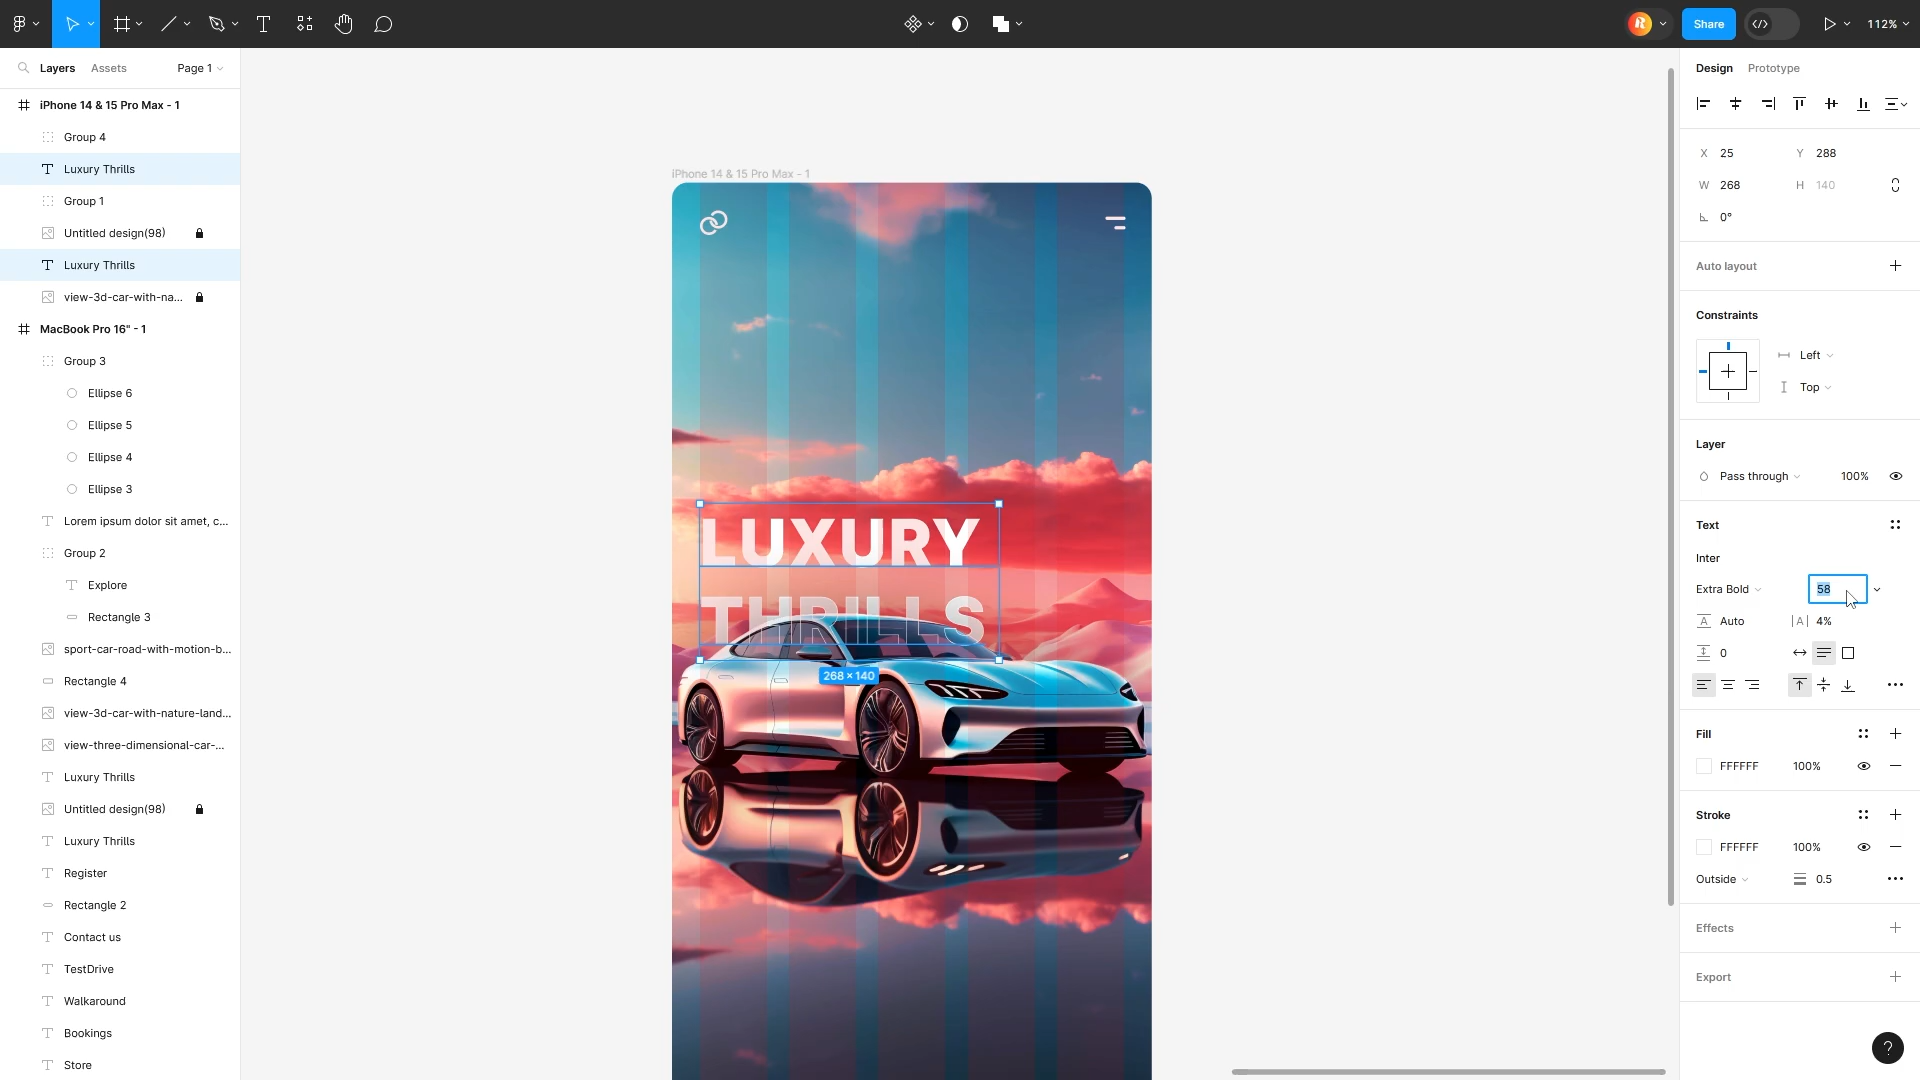 Share
112%
Layers
Assets
Page 1
iPhone 14 & 15 Pro Max - 1
Group 4
Luxury Thrills
Group 1
Untitled design(98)
Luxury Thrills
view-3d-car-with-na...
MacBook Pro 16" - 1
Group 3
Ellipse 6
Ellipse 5
Ellipse 4
Ellipse 3
Lorem ipsum dolor sit amet, c...
Group 2
Explore
Rectangle 3
sport-car-road-with-motion-b...
Rectangle 4
view-3d-car-with-nature-land...
view-three-dimensional-car-...
Luxury Thrills
Untitled design(98)
Luxury Thrills
Register
Rectangle 2
Contact us
TestDrive
Walkaround
Bookings
Store
iPhone 14 & 15 Pro Max - 1
LUXURY
THRILLS
268 × 140
Design
Prototype
X 25 Y 288
W 268 H 140
0°
Auto layout
Constraints
Left
Top
Layer
Pass through 100%
Text
Inter
Extra Bold 58
A Auto |A| 4%
0
Fill
FFFFFF 100%
Stroke
FFFFFF 100%
Outside 0.5
Effects
Export
?